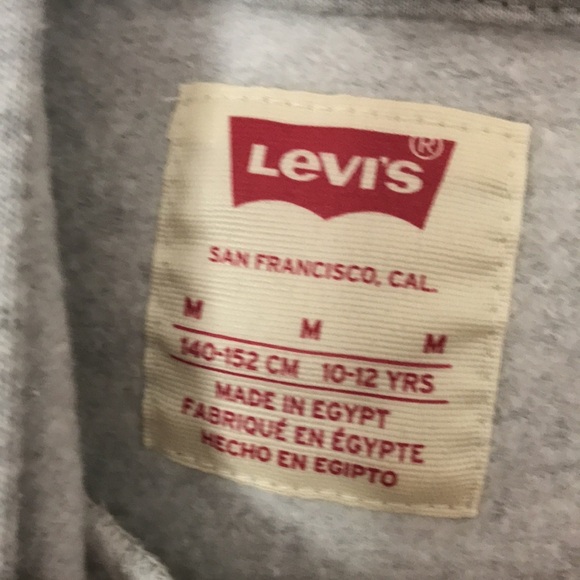 Levi's®
SAN FRANCISCO, CAL.
M M M
140-152 CM 10-12 YRS
MADE IN EGYPT
FABRIQUÉ EN ÉGYPTE
HECHO EN EGIPTO